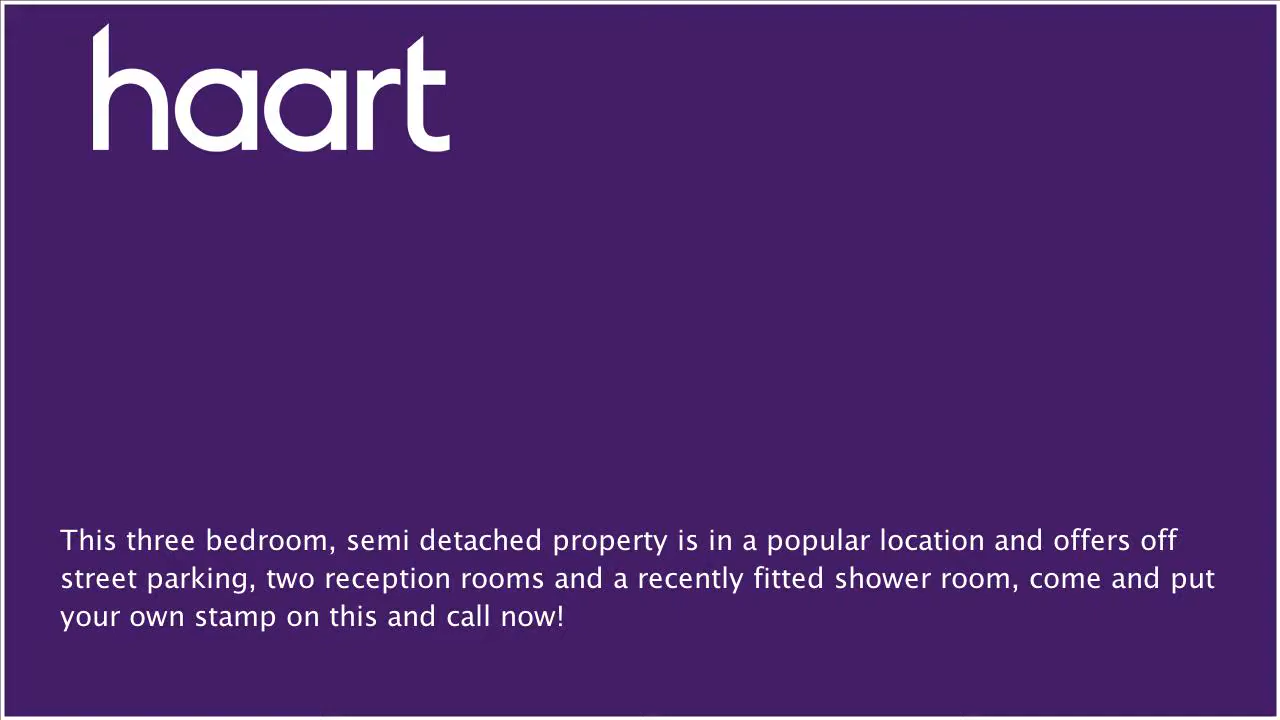 haart
This three bedroom, semi detached property is in a popular location and offers off
street parking, two reception rooms and a recently fitted shower room, come and put
your own stamp on this and call now!